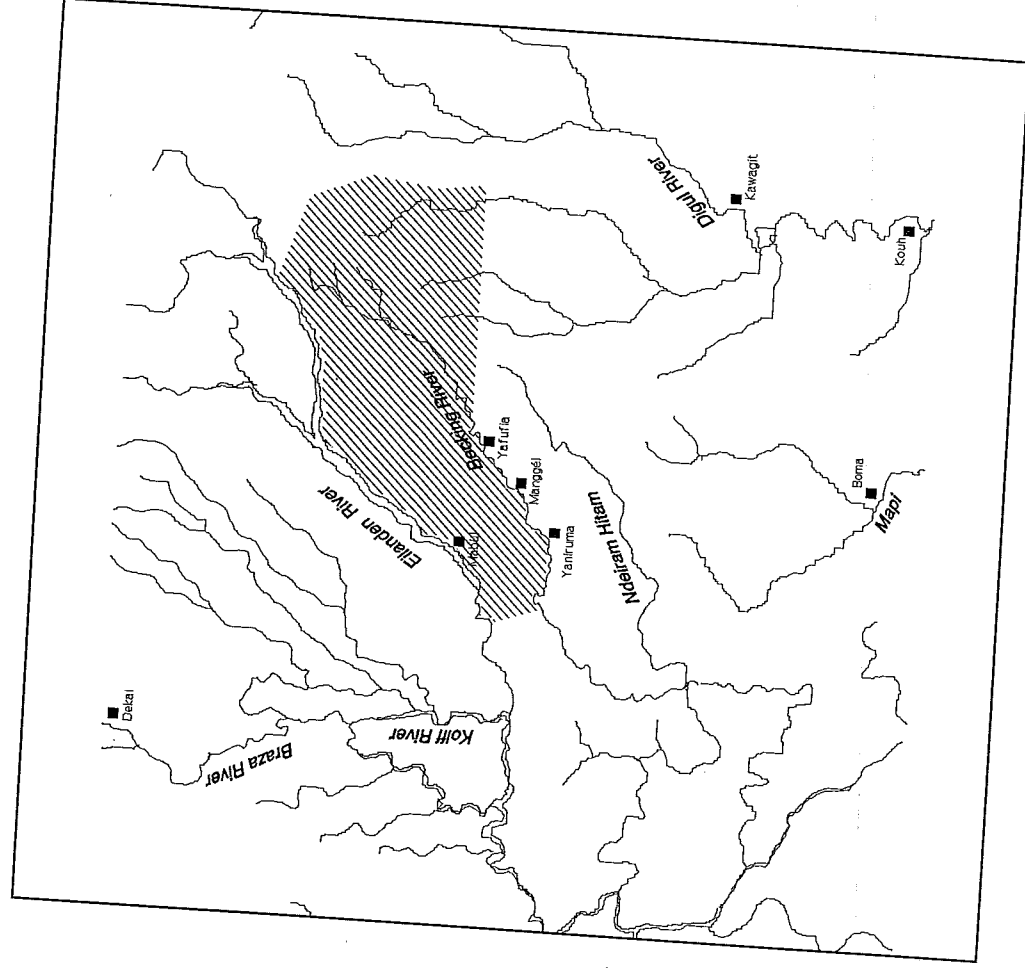 Dekai
Braza River
Kolff River
Eilanden River
Mabul
Becking River
Yafufla
Manggél
Yaniruma
Ndeiram Hitam
Digul River
Kawagit
Kouh
Boma
Mapi